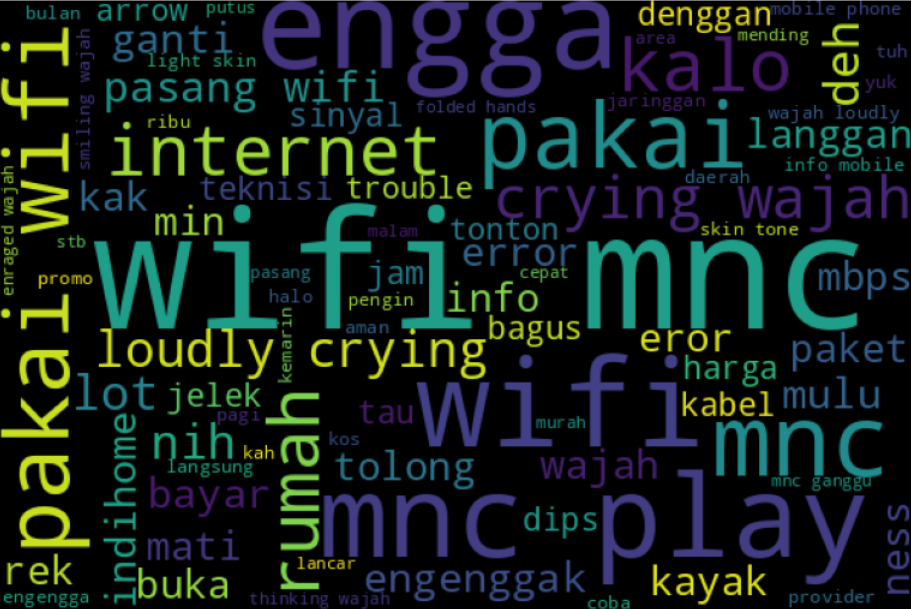 bulan
arrow
putus
engga
denggan
mobile phone
ganti
smiling wajah
light skin
area
mending
deh
tuh
kalo
pasang wifi
folded hands
jaringgan
yuk
pakai wifi
sinyal
wajah loudly
ribu
internet
pakai
langgan
info mobile
enraged wajah
kak
teknisi
trouble
daerah
crying wajah
min
malam
tonton
skin tone
stb
wifi mnc
error
promo
pasang
jam
cepat
mbps
halo
pengin
info
loudly crying
kemarin
aman
bagus
eror
paket
harga
lot
jelek
wifi
kabel
mulu
pagi
tau
murah
indihome
nih
kah
kos
mnc
langsung
rumah
tolong
wajah
mnc ganggu
bayar
mnc play
dips
ness
mati
rek
lancar
engenggak
kayak
buka
engengga
thinking wajah
coba
provider